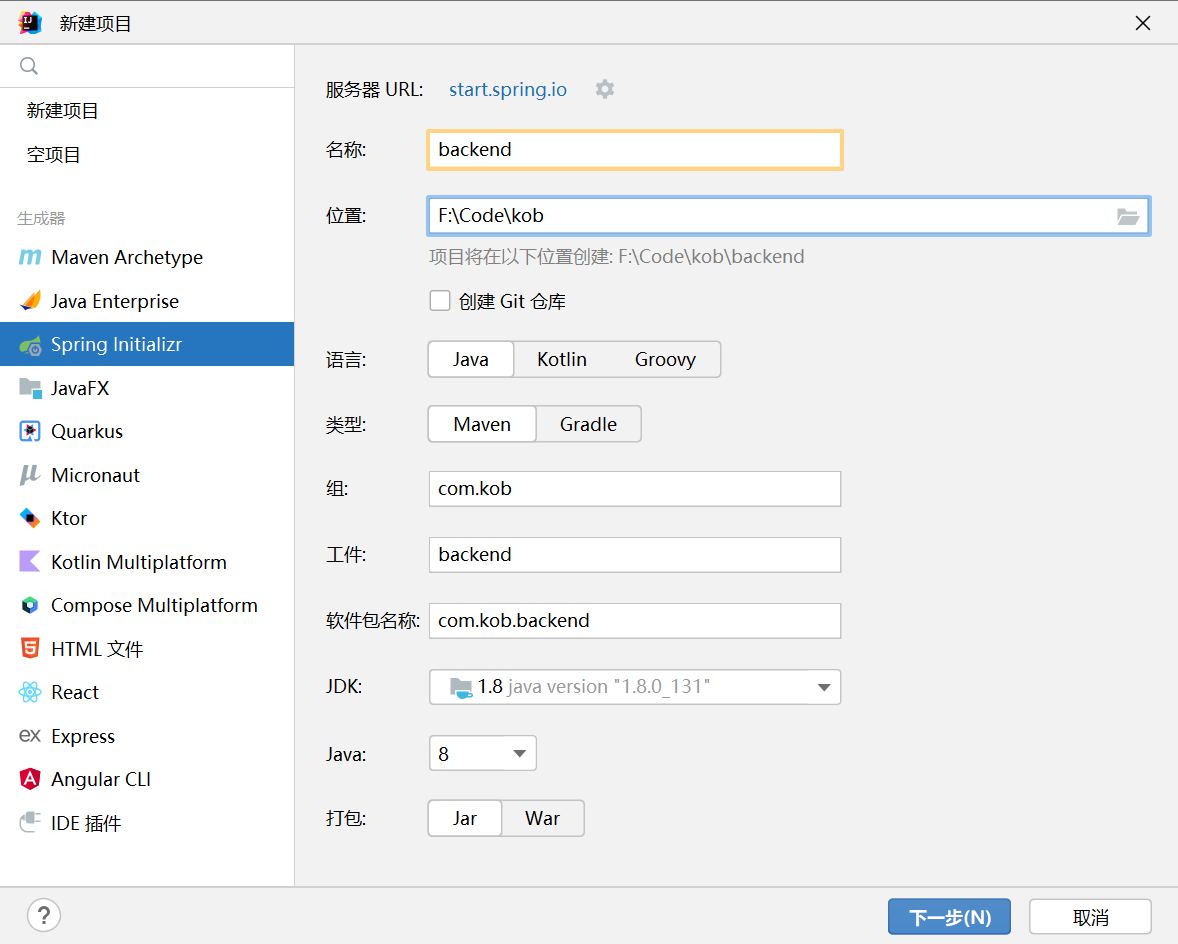 新建项目
新建项目
空项目
生成器
Maven Archetype
Java Enterprise
Spring Initializr
JavaFX
Quarkus
Micronaut
Ktor
Kotlin Multiplatform
Compose Multiplatform
HTML 文件
React
ex Express
Angular CLI
IDE 插件
服务器 URL: start.spring.io
名称: backend
位置: F:\Code\kob
项目将在以下位置创建: F:\Code\kob\backend
创建 Git 仓库
语言: Java Kotlin Groovy
类型: Maven Gradle
组: com.kob
工件: backend
软件包名称: com.kob.backend
JDK: 1.8 java version "1.8.0_131"
Java: 8
打包: Jar War
? 下一步(N) 取消